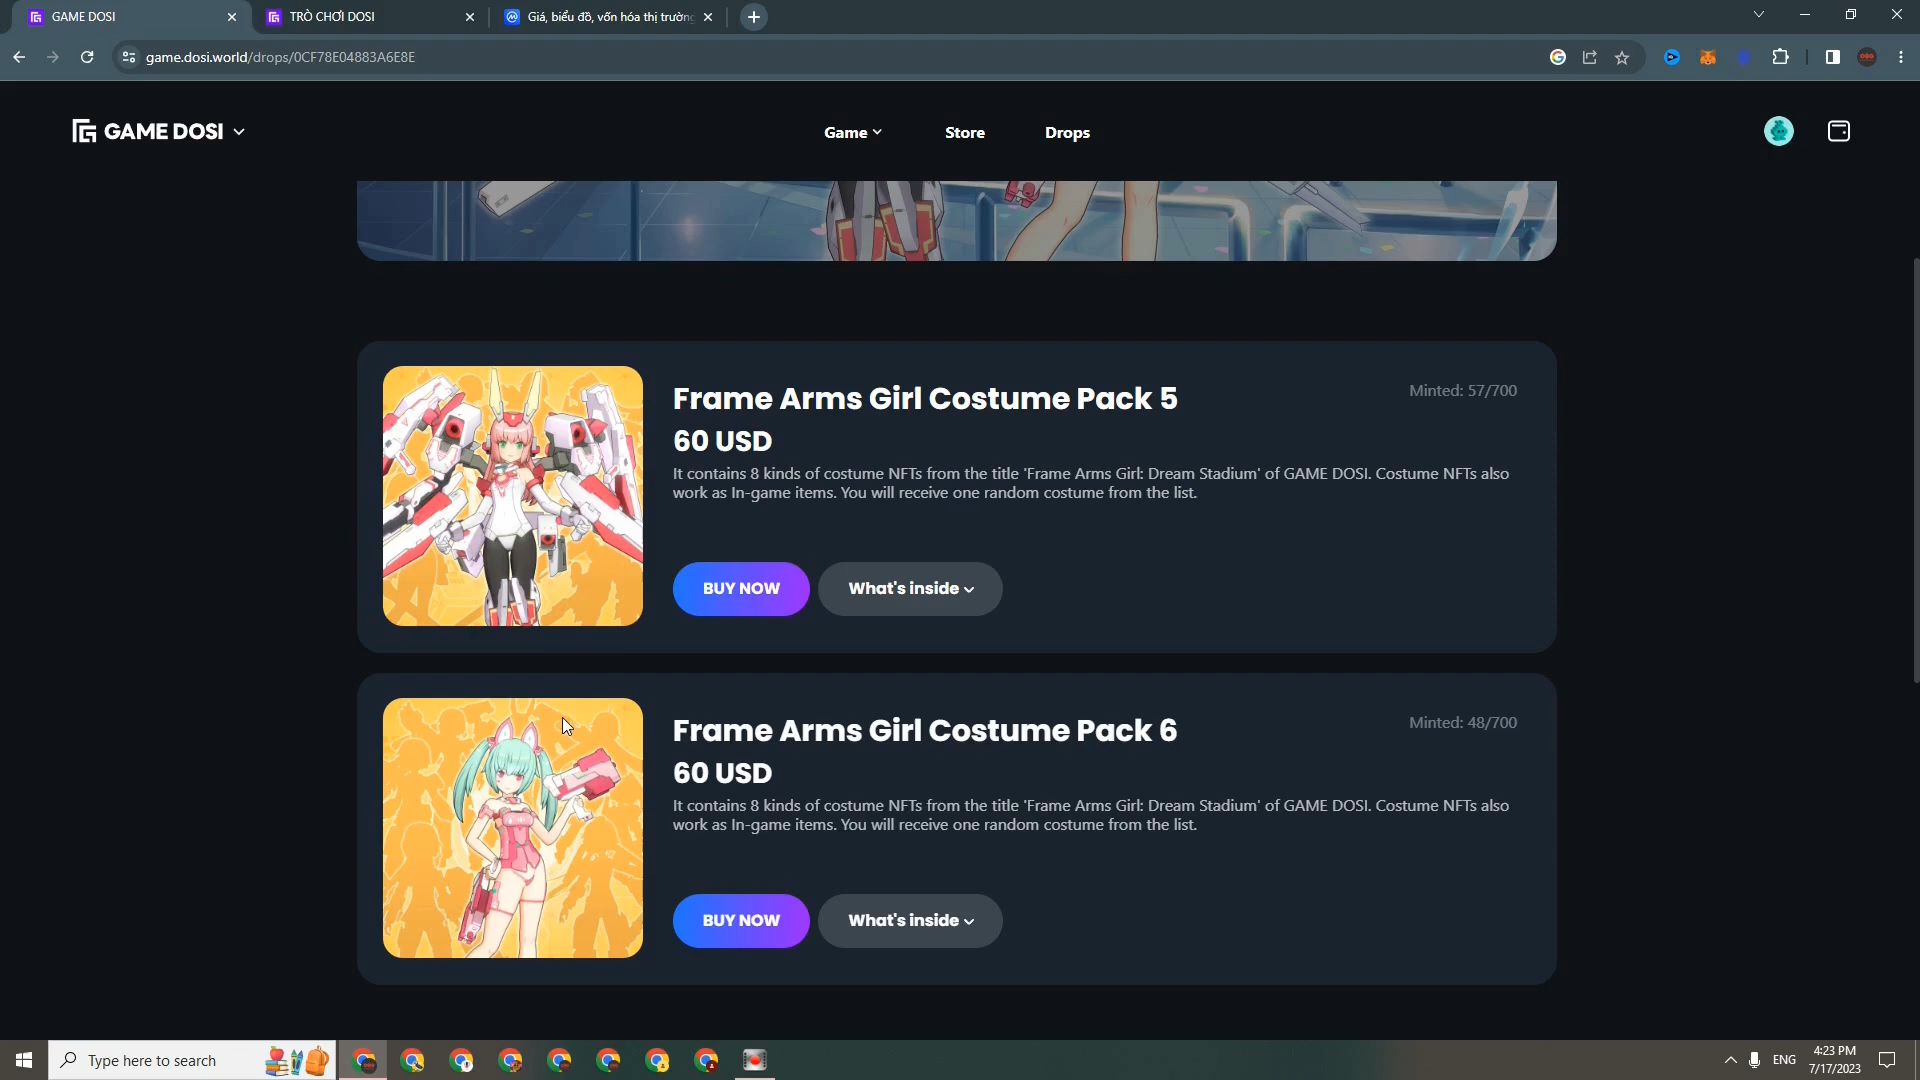 GAME DOSI
TRÒ CHƠI DOSI
Giá, biểu đồ, vốn hóa thị trường
game.dosi.world/drops/0CF78E04883A6E8E
GAME DOSI
Game
Store
Drops
Frame Arms Girl Costume Pack 5
Minted: 57/700
60 USD
It contains 8 kinds of costume NFTs from the title 'Frame Arms Girl: Dream Stadium' of GAME DOSI. Costume NFTs also
work as In-game items. You will receive one random costume from the list.
BUY NOW
What's inside
Frame Arms Girl Costume Pack 6
Minted: 48/700
60 USD
It contains 8 kinds of costume NFTs from the title 'Frame Arms Girl: Dream Stadium' of GAME DOSI. Costume NFTs also
work as In-game items. You will receive one random costume from the list.
BUY NOW
What's inside
Type here to search
ENG
4:23 PM
7/17/2023